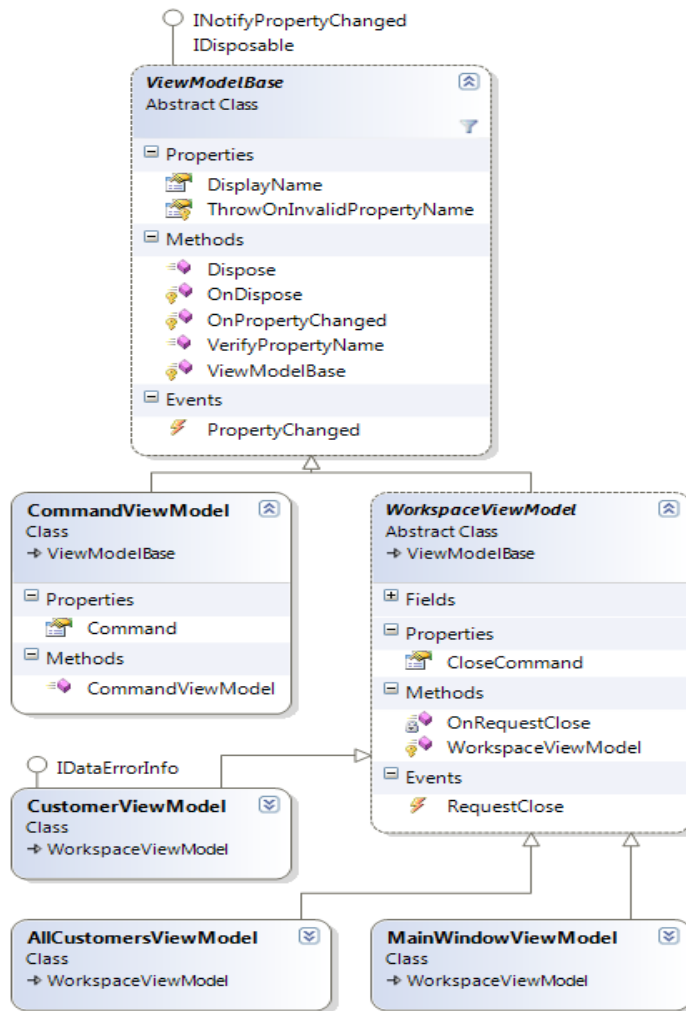 INotifyPropertyChanged
IDisposable
ViewModelBase
Abstract Class
Properties
DisplayName
ThrowOnInvalidPropertyName
Methods
Dispose
OnDispose
OnPropertyChanged
VerifyPropertyName
ViewModelBase
Events
PropertyChanged
CommandViewModel
Class
ViewModelBase
Properties
Command
Methods
CommandViewModel
WorkspaceViewModel
Abstract Class
ViewModelBase
Fields
Properties
CloseCommand
Methods
OnRequestClose
WorkspaceViewModel
Events
RequestClose
IDataErrorInfo
CustomerViewModel
Class
WorkspaceViewModel
AllCustomersViewModel
Class
WorkspaceViewModel
MainWindowViewModel
Class
WorkspaceViewModel